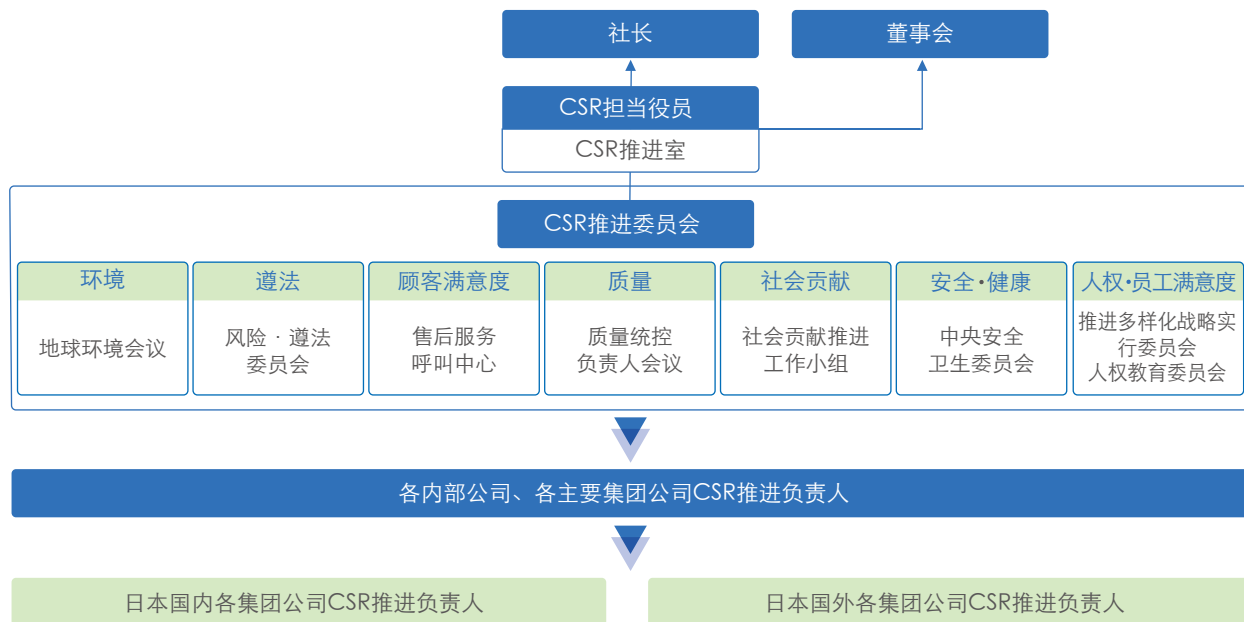 社长
董事会
CSR担当役员
CSR推进室
CSR推进委员会
环境
地球环境会议
遵法
风险·遵法
委员会
顾客满意度
售后服务
呼叫中心
质量
质量统控
负责人会议
社会贡献
社会贡献推进
工作小组
安全·健康
中央安全
卫生委员会
人权·员工满意度
推进多样化战略实
行委员会
人权教育委员会
各内部公司、各主要集团公司CSR推进负责人
日本国内各集团公司CSR推进负责人
日本国外各集团公司CSR推进负责人